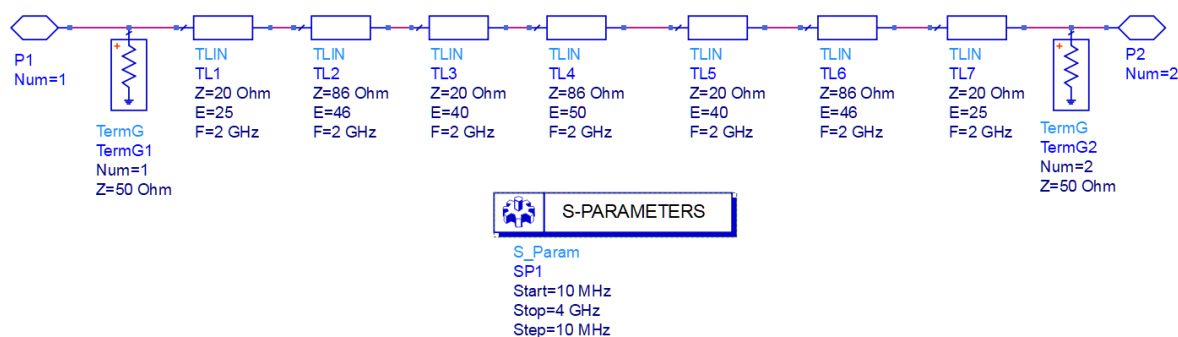 P1
Num=1
+
TermG
TermG1
Num=1
Z=50 Ohm
TLIN
TL1
Z=20 Ohm
E=25
F=2 GHz
TLIN
TL2
Z=86 Ohm
E=46
F=2 GHz
TLIN
TL3
Z=20 Ohm
E=40
F=2 GHz
TLIN
TL4
Z=86 Ohm
E=50
F=2 GHz
TLIN
TL5
Z=20 Ohm
E=40
F=2 GHz
TLIN
TL6
Z=86 Ohm
E=46
F=2 GHz
TLIN
TL7
Z=20 Ohm
E=25
F=2 GHz
+
TermG
TermG2
Num=2
Z=50 Ohm
P2
Num=2
S-PARAMETERS
S_Param
SP1
Start=10 MHz
Stop=4 GHz
Step=10 MHz